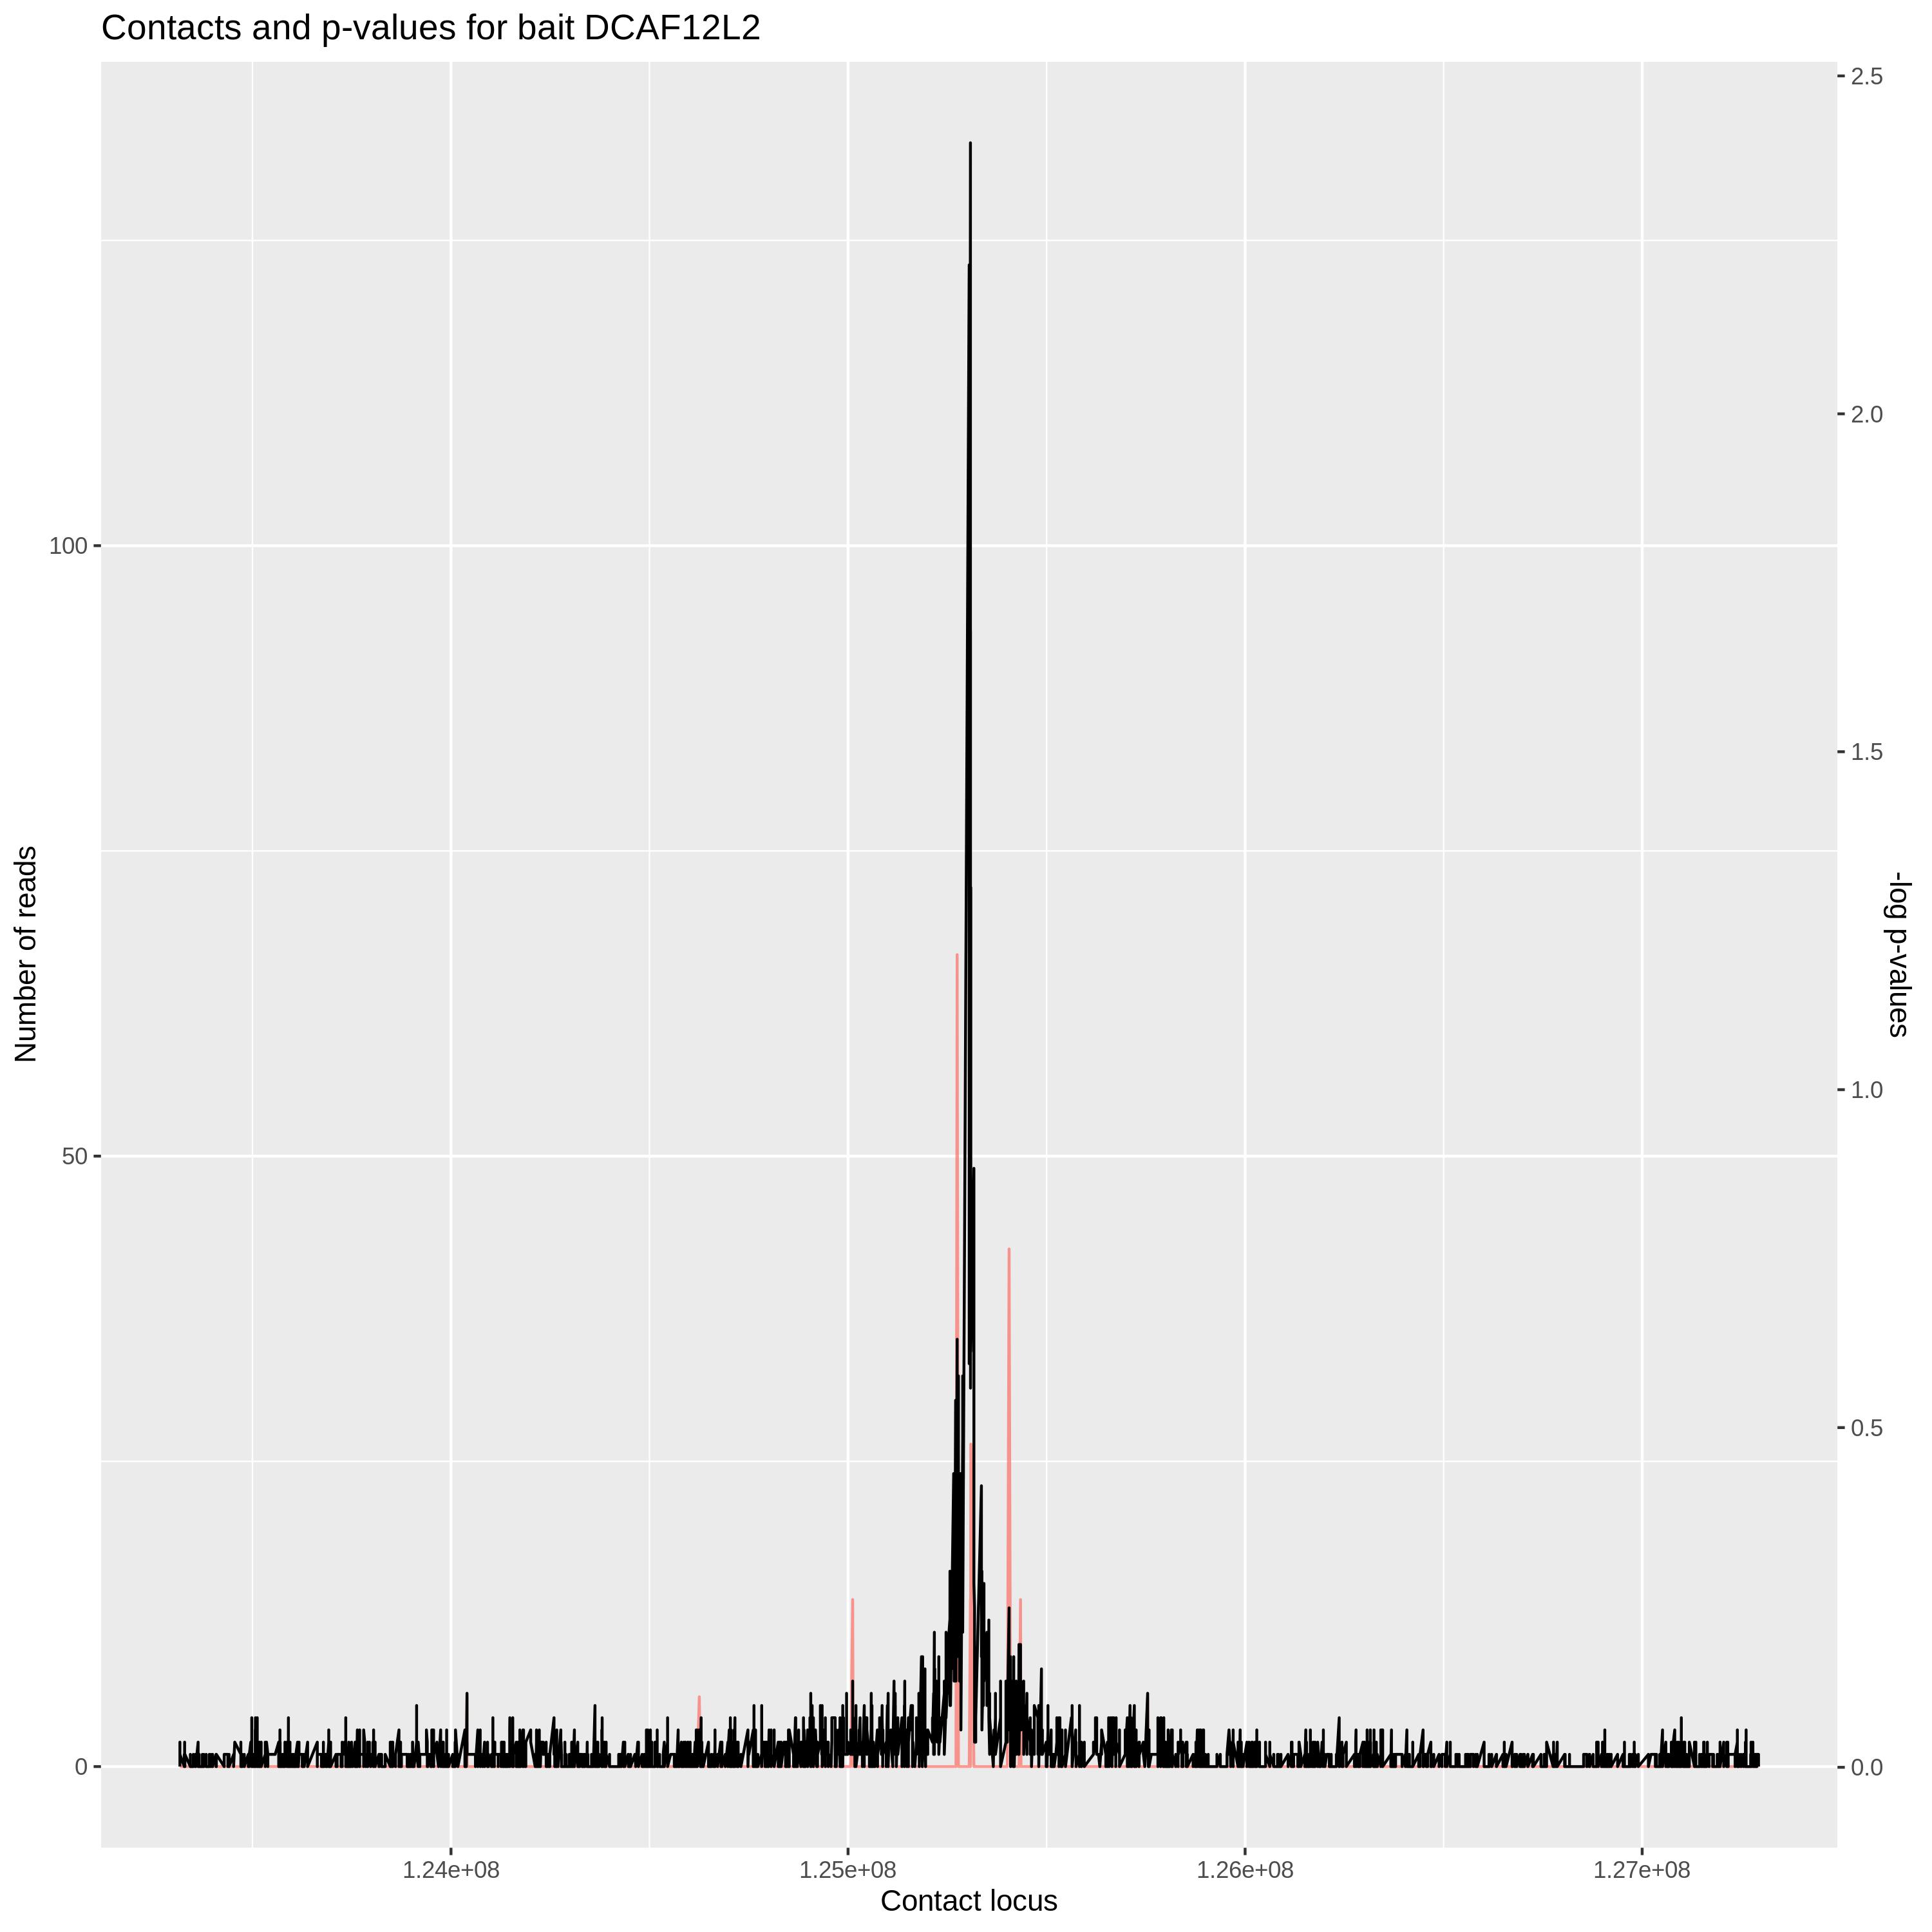 Contacts and p-values for bait DCAF12L2
Number of reads
100
50
0
2.5
2.0
1.5
1.0
0.5
0.0
-log p-values
1.24e+08 1.25e+08 1.26e+08 1.27e+08
Contact locus